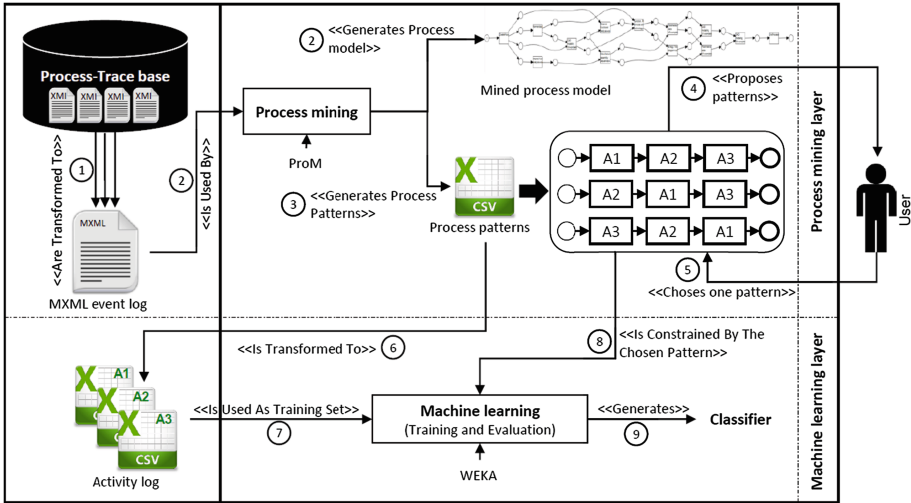 Process-Trace base
XMI XMI XMI XMI
1
<<Are Transformed To>>
MXML
MXML event log
2
<<Is Used By>>
Process mining
ProM
2
<<Generates Process
model>>
Mined process model
3
<<Generates Process
Patterns>>
CSV
Process patterns
4
<<Proposes
patterns>>
A1 A2 A3
A2 A1 A3
A3 A2 A1
5
<<Choses one pattern>>
User
Process mining layer
<<Is Transformed To>>
6
A1
A2
A3
CSV
Activity log
<<Is Used As Training Set>>
7
8
<<Is Constrained By The
Chosen Pattern>>
Machine learning
(Training and Evaluation)
WEKA
<<Generates>>
9
Classifier
Machine learning layer